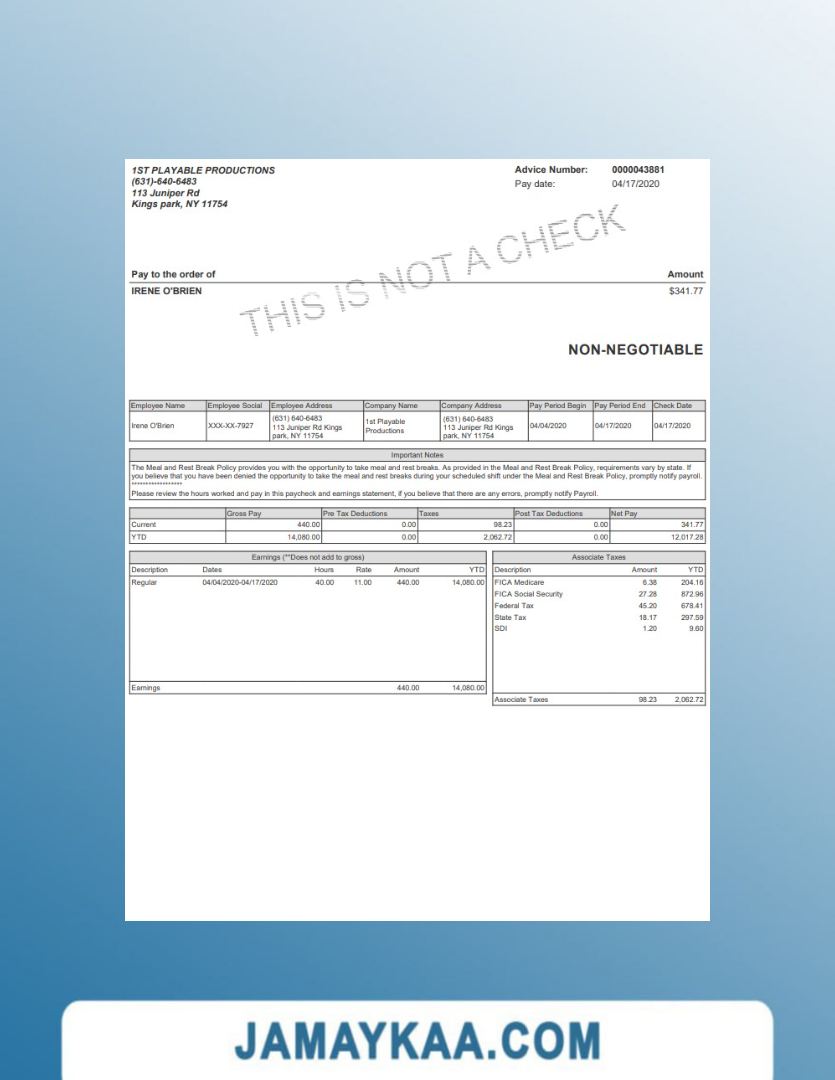 1ST PLAYABLE PRODUCTIONS
(631)-640-6483
113 Juniper Rd
Kings park, NY 11754
Advice Number: 0000043881
Pay date: 04/17/2020
THIS IS NOT A CHECK
Pay to the order of Amount
IRENE O'BRIEN $341.77
NON-NEGOTIABLE
Employee Name Employee Social Employee Address Company Name Company Address Pay Period Begin Pay Period End Check Date
Irene O'Brien XXX-XX-7927 (631) 640-6483 113 Juniper Rd Kings park, NY 11754 1st Playable Productions (631) 640-6483 113 Juniper Rd Kings park, NY 11754 04/04/2020 04/17/2020 04/17/2020
Important Notes
The Meal and Rest Break Policy provides you with the opportunity to take meal and rest breaks. As provided in the Meal and Rest Break Policy, requirements vary by state. If
you believe that you have been denied the opportunity to take the meal and rest breaks during your scheduled shift under the Meal and Rest Break Policy, promptly notify payroll.
******************
Please review the hours worked and pay in this paycheck and earnings statement, if you believe that there are any errors, promptly notify Payroll.
Gross Pay Pre Tax Deductions Taxes Post Tax Deductions Net Pay
Current 440.00 0.00 98.23 0.00 341.77
YTD 14,080.00 0.00 2,062.72 0.00 12,017.28
Earnings (**Does not add to gross)
Description Dates Hours Rate Amount YTD
Regular 04/04/2020-04/17/2020 40.00 11.00 440.00 14,080.00
Earnings 440.00 14,080.00
Associate Taxes
Description Amount YTD
FICA Medicare 6.38 204.16
FICA Social Security 27.28 872.96
Federal Tax 45.20 678.41
State Tax 18.17 297.59
SDI 1.20 9.60
Associate Taxes 98.23 2,062.72
JAMAYKAA.COM